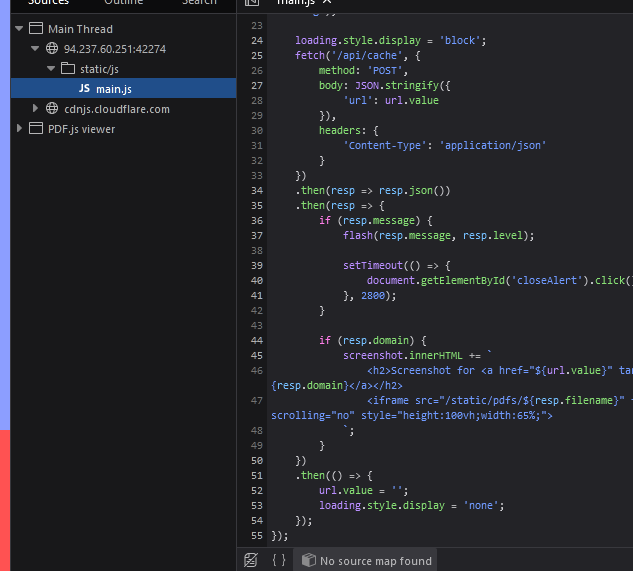 Sources
Outline
Search
main.js
Main Thread
94.237.60.251:42274
static/js
JS main.js
cdnjs.cloudflare.com
PDF.js viewer
23
24 loading.style.display = 'block';
25 fetch('/api/cache', {
26 method: 'POST',
27 body: JSON.stringify({
28 'url': url.value
29 }),
30 headers: {
31 'Content-Type': 'application/json'
32 }
33 })
34 .then(resp => resp.json())
35 .then(resp => {
36 if (resp.message) {
37 flash(resp.message, resp.level);
38
39 setTimeout(() => {
40 document.getElementById('closeAlert').click()
41 }, 2800);
42 }
43
44 if (resp.domain) {
45 screenshot.innerHTML += `
46 <h2>Screenshot for <a href="${url.value}" tar
{resp.domain}</a></h2>
47 <iframe src="/static/pdfs/${resp.filename}"
scrolling="no" style="height:100vh;width:65%;">
48 `;
49 }
50 })
51 .then(() => {
52 url.value = '';
53 loading.style.display = 'none';
54 });
55 });
{ } No source map found